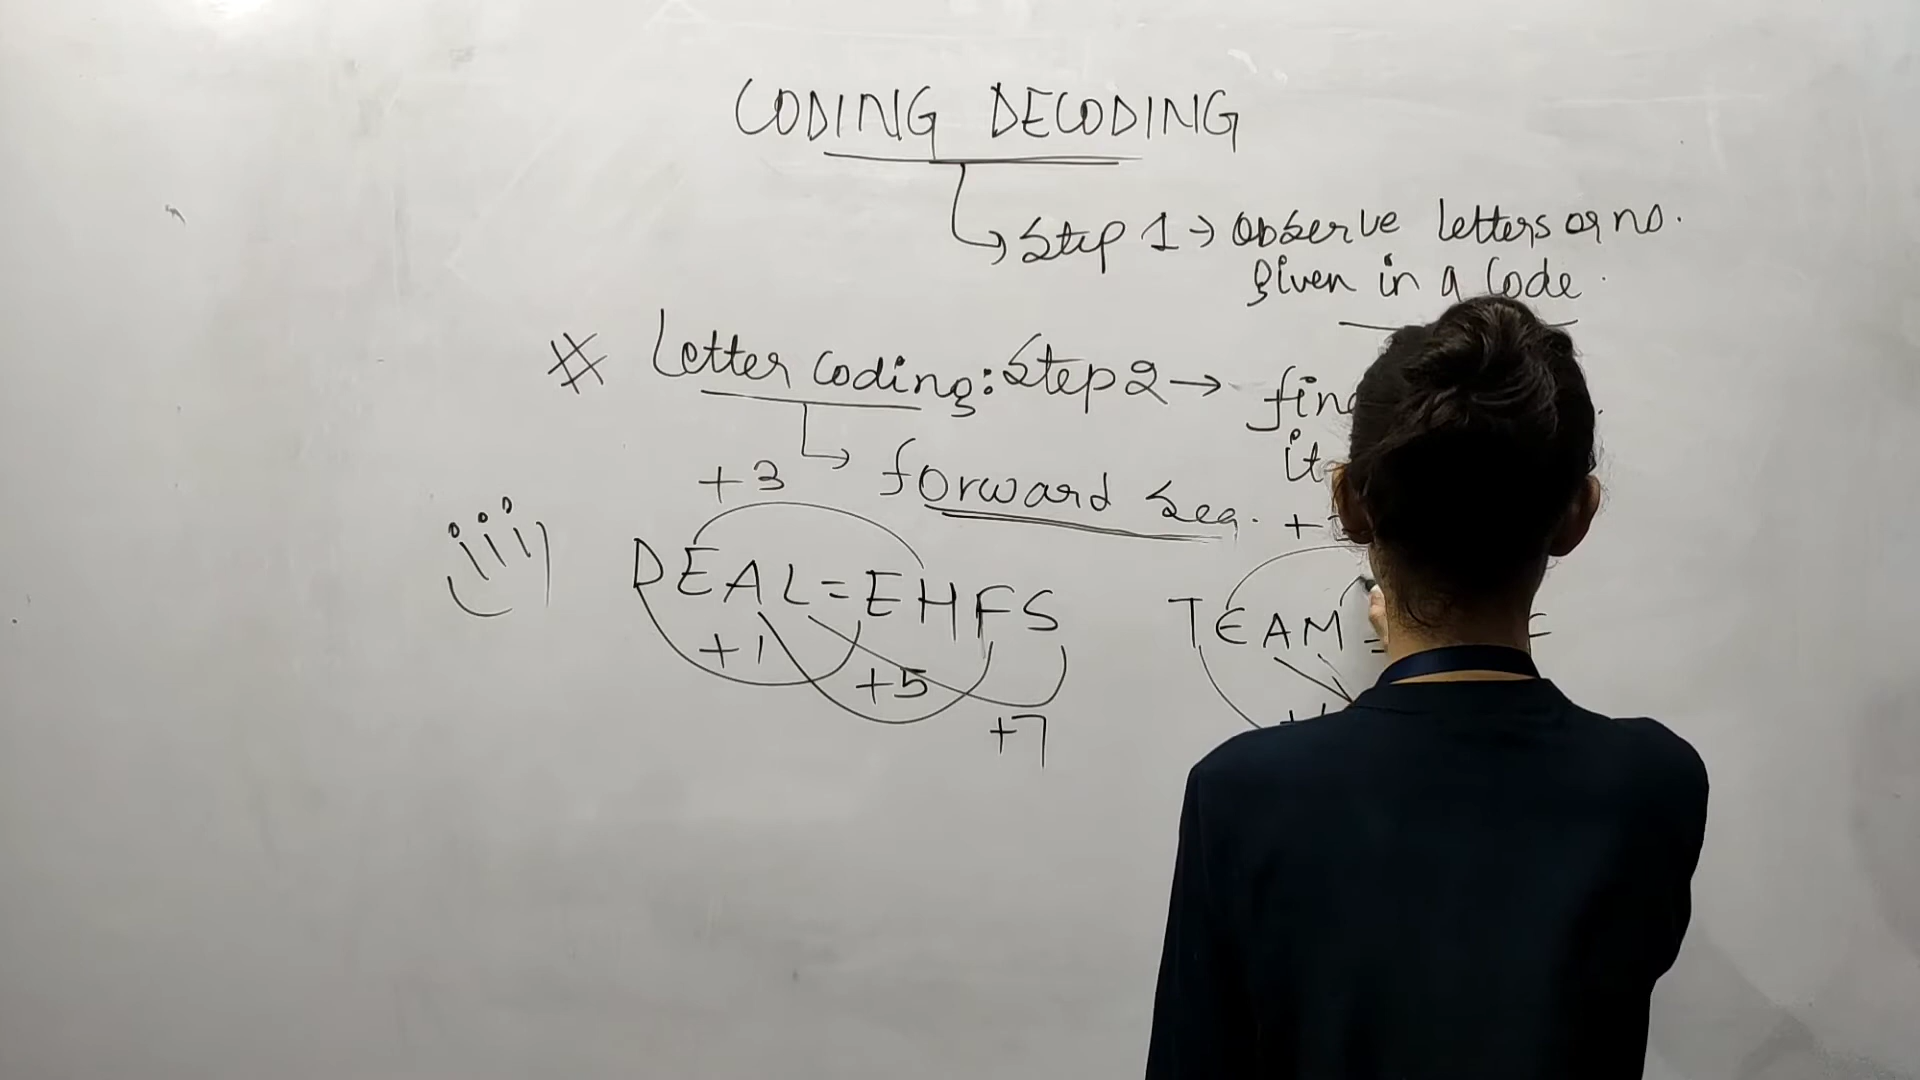 CODING DECODING
Step 1 → observe letters or no.
given in a code.
# Letter coding: Step 2 →
it
forward seq.
+3
DEAL = EHFS
+1 +5
+7
TEAM =